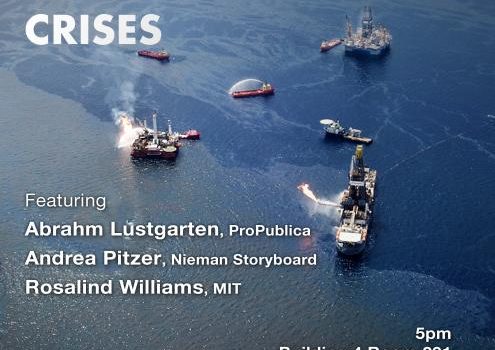 CRISES
Featuring
Abrahm Lustgarten, ProPublica
Andrea Pitzer, Nieman Storyboard
Rosalind Williams, MIT
5pm